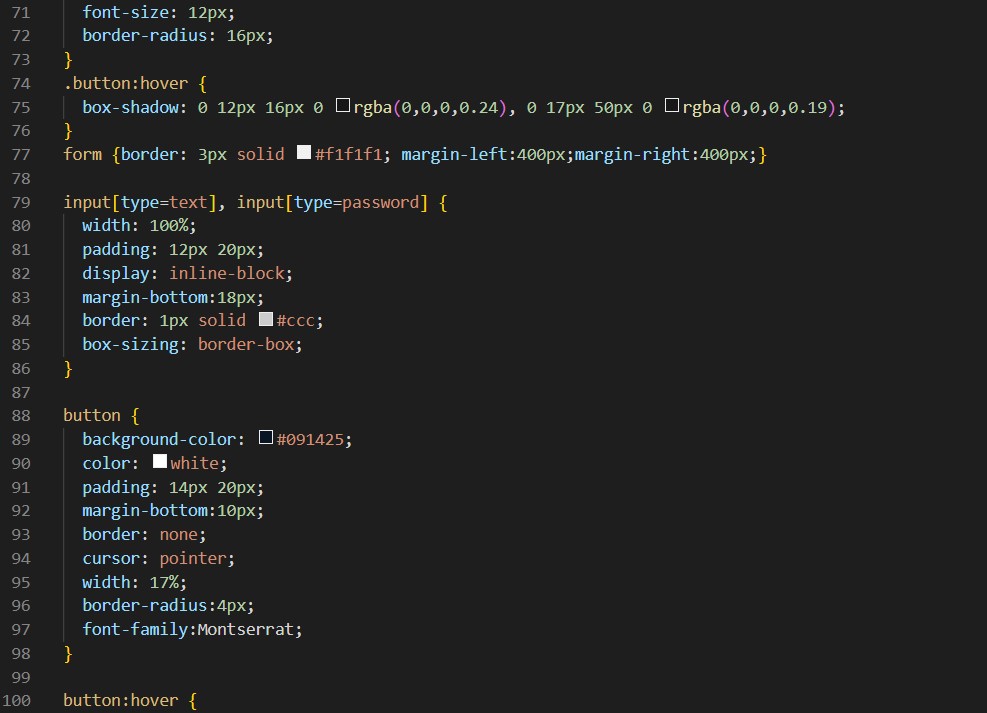 71 font-size: 12px;
72 border-radius: 16px;
73 }
74 .button:hover {
75 box-shadow: 0 12px 16px 0 rgba(0,0,0,0.24), 0 17px 50px 0 rgba(0,0,0,0.19);
76 }
77 form {border: 3px solid #f1f1f1; margin-left:400px;margin-right:400px;}
78
79 input[type=text], input[type=password] {
80 width: 100%;
81 padding: 12px 20px;
82 display: inline-block;
83 margin-bottom:18px;
84 border: 1px solid #ccc;
85 box-sizing: border-box;
86 }
87
88 button {
89 background-color: #091425;
90 color: white;
91 padding: 14px 20px;
92 margin-bottom:10px;
93 border: none;
94 cursor: pointer;
95 width: 17%;
96 border-radius:4px;
97 font-family:Montserrat;
98 }
99
100 button:hover {